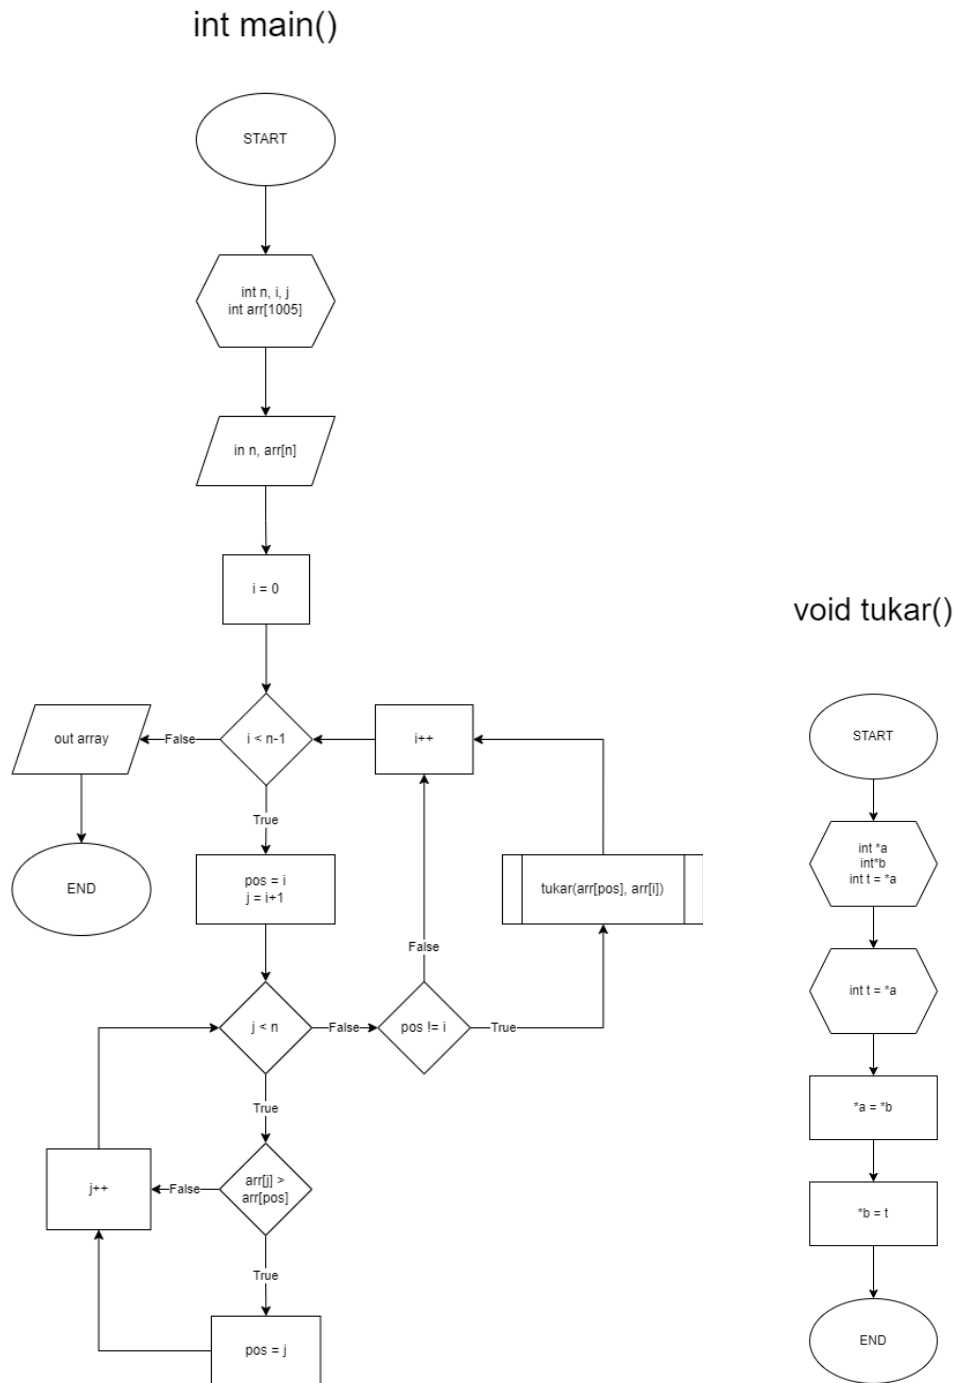 int main()
START
int n, i, j
int arr[1005]
in n, arr[n]
i = 0
i < n-1
False
out array
END
i++
True
pos = i
j = i+1
j < n
False
pos != i
False
True
tukar(arr[pos], arr[i])
True
arr[j] >
arr[pos]
False
j++
True
pos = j
void tukar()
START
int *a
int*b
int t = *a
int t = *a
*a = *b
*b = t
END